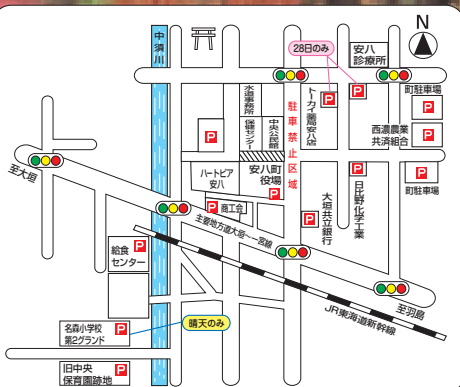 N
中須川
28日のみ
安八
診療所
P
P
町駐車場
P
水道事務所
保健センター
中央公民館
駐車禁止区域
トーカイ薬局安八店
西濃農業
共済組合
P
P
至大垣
ハートピア
安八
安八町
役場
P
P
商工会
P
大垣共立銀行
P
日比野化学工業
P
町駐車場
主要地方道大垣一宮線
給食
センター
P
至羽島
JR東海道新幹線
名森小学校
第2グランド
P
晴天のみ
旧中央
保育園跡地
P